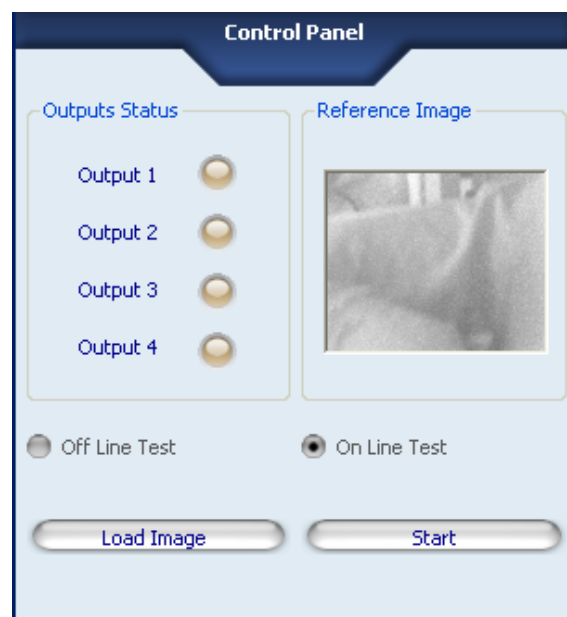 Control Panel
Outputs Status
Output 1
Output 2
Output 3
Output 4
Reference Image
Off Line Test
On Line Test
Load Image
Start